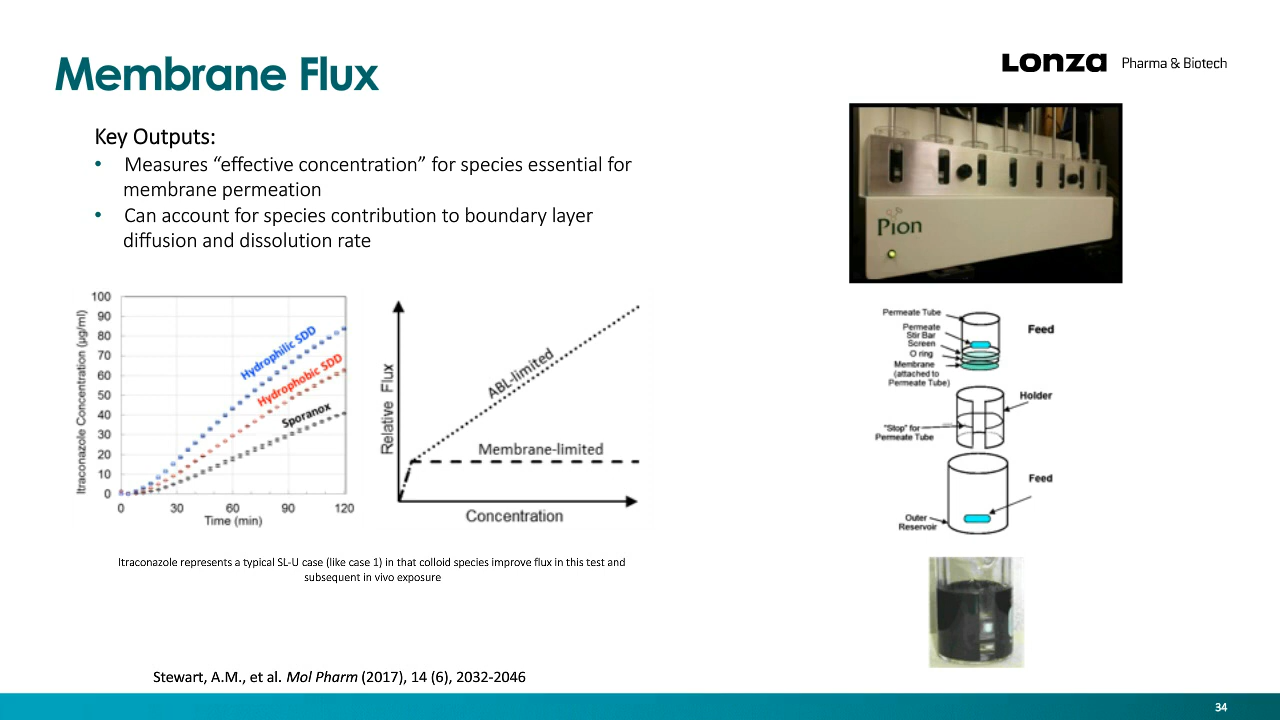 Membrane Flux
Lonza Pharma & Biotech
Key Outputs:
• Measures “effective concentration” for species essential for
membrane permeation
• Can account for species contribution to boundary layer
diffusion and dissolution rate
Pion
100
90
80
70
60
50
40
30
20
10
0
Itraconazole Concentration (µg/ml)
Hydrophilic SDD
Hydrophobic SDD
Sporanox
0 30 60 90 120
Time (min)
Relative Flux
ABL-limited
Membrane-limited
Concentration
Permeate Tube
Permeate
Stir Bar
Screen
O ring
Membrane
(attached to
Permeate Tube)
Feed
Holder
"Stop" for
Permeate Tube
Feed
Outer
Reservoir
Itraconazole represents a typical SL-U case (like case 1) in that colloid species improve flux in this test and
subsequent in vivo exposure
Stewart, A.M., et al. Mol Pharm (2017), 14 (6), 2032-2046
34